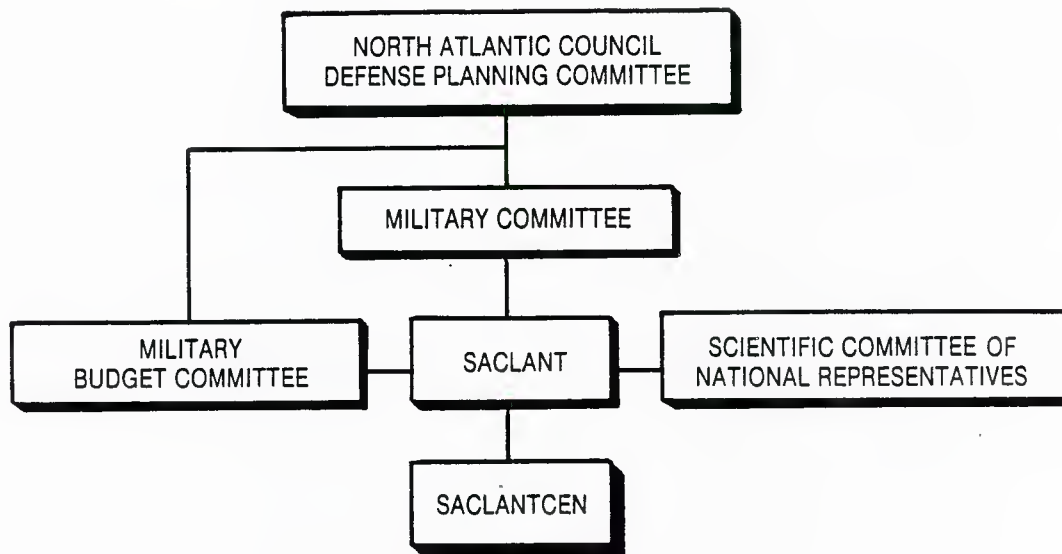 NORTH ATLANTIC COUNCIL
DEFENSE PLANNING COMMITTEE
MILITARY COMMITTEE
MILITARY
BUDGET COMMITTEE
SACLANT
SCIENTIFIC COMMITTEE OF
NATIONAL REPRESENTATIVES
SACLANTCEN